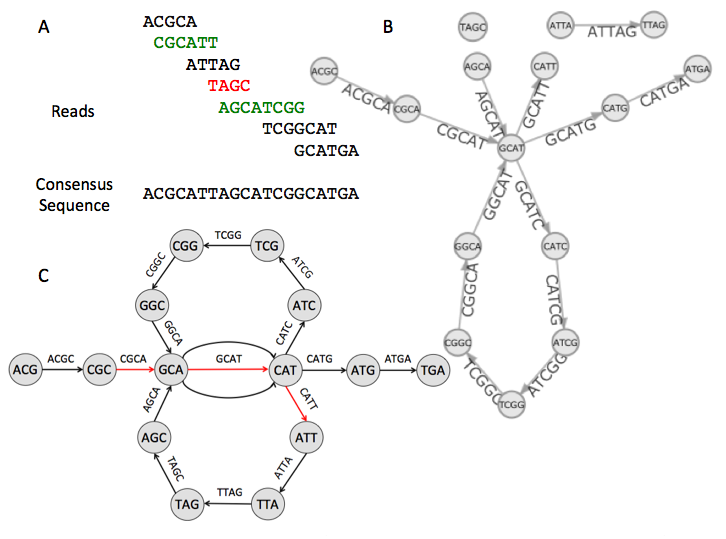 A
ACGCA
CGCATT
ATTAG
TAGC
AGCATCGG
TCGGCAT
GCATGA
Reads
Consensus
Sequence
ACGCATTAGCATCGGCATGA
B
TAGC
ATTA
ATTAG
TTAG
ACGC
ACGCA
CGCA
CGCAT
AGCA
AGCAT
CATT
GCATT
GCAT
GCATG
CATG
CATGA
ATGA
GGCAT
GCATC
GGCA
CATC
CGGCA
CATCG
CGGC
ATCG
TCGGC
ATCGG
TCGG
C
CGG
TCGG
TCG
CGGC
ATCG
GGC
ATC
GGCA
CATC
ACG
ACGC
CGC
CGCA
GCA
GCAT
CAT
CATG
ATG
ATGA
TGA
AGCA
CATT
AGC
ATT
TAGC
ATTA
TAG
TTAG
TTA